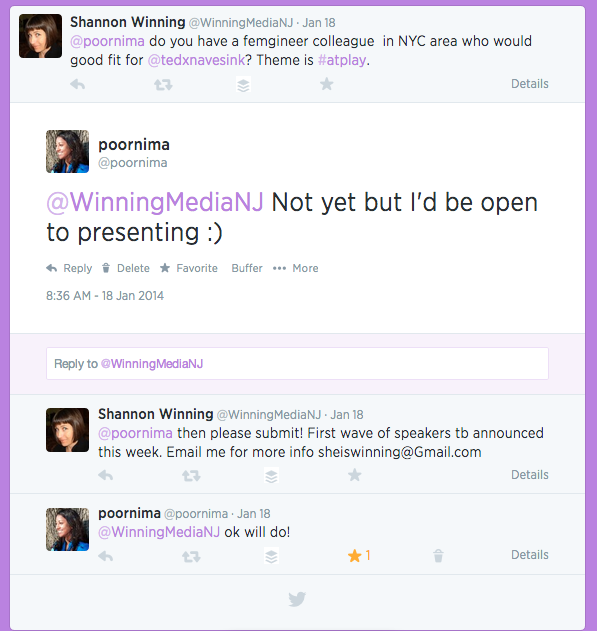 Shannon Winning @WinningMediaNJ · Jan 18
@poornima do you have a femgineer colleague in NYC area who would
good fit for @tedxnavesink? Theme is #atplay.
Details
poornima
@poornima
@WinningMediaNJ Not yet but I'd be open
to presenting :)
Reply Delete Favorite Buffer More
8:36 AM - 18 Jan 2014
Reply to @WinningMediaNJ
Shannon Winning @WinningMediaNJ · Jan 18
@poornima then please submit! First wave of speakers tb announced
this week. Email me for more info sheiswinning@Gmail.com
Details
poornima @poornima · Jan 18
@WinningMediaNJ ok will do!
1 Details